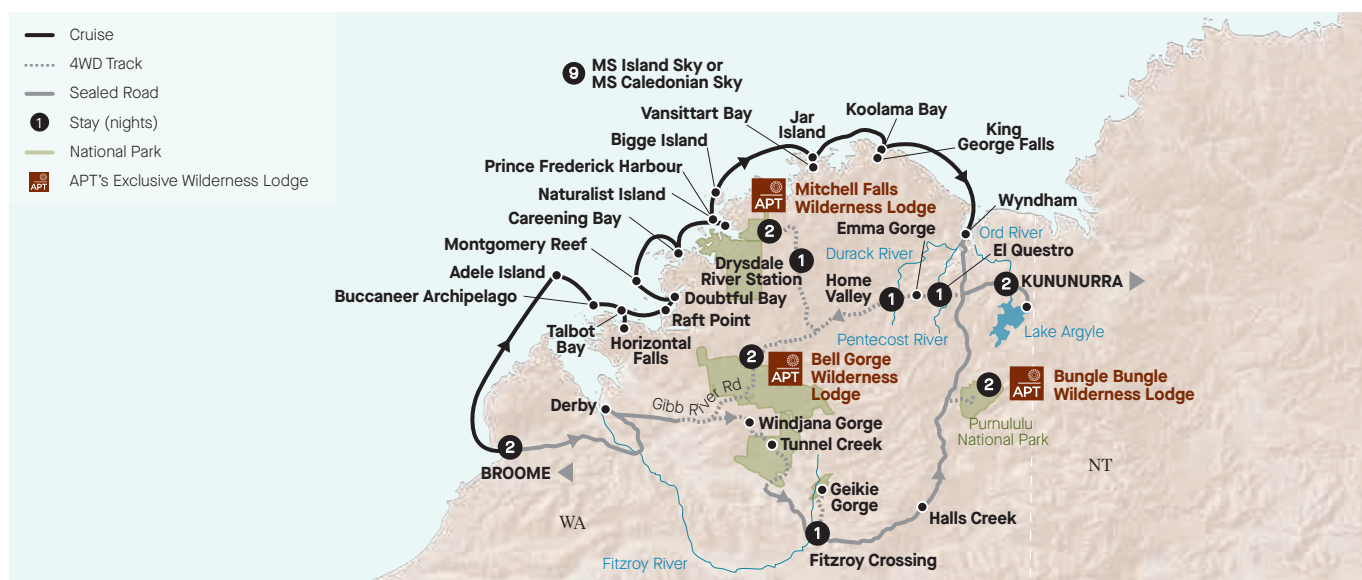 Cruise
4WD Track
Sealed Road
1 Stay (nights)
National Park
APT APT's Exclusive Wilderness Lodge
9 MS Island Sky or
MS Caledonian Sky
Vansittart Bay
Jar
Island
Koolama Bay
King
George Falls
Bigge Island
Prince Frederick Harbour
Naturalist Island
Careening Bay
Montgomery Reef
Adele Island
Buccaneer Archipelago
Talbot
Bay
Horizontal
Falls
Raft Point
Doubtful Bay
APT
Mitchell Falls
Wilderness Lodge
2
Drysdale
River Station
1
Emma Gorge
Durack River
Wyndham
Ord River
El Questro
Home
Valley
1
1
2
KUNUNURRA
Lake Argyle
Pentecost River
2
APT
Bell Gorge
Wilderness
Lodge
2
APT
Bungle Bungle
Wilderness Lodge
Purnululu
National Park
Derby
Gibb River Rd
Windjana Gorge
Tunnel Creek
2
BROOME
Geikie
Gorge
Halls Creek
1
Fitzroy Crossing
Fitzroy River
WA
NT